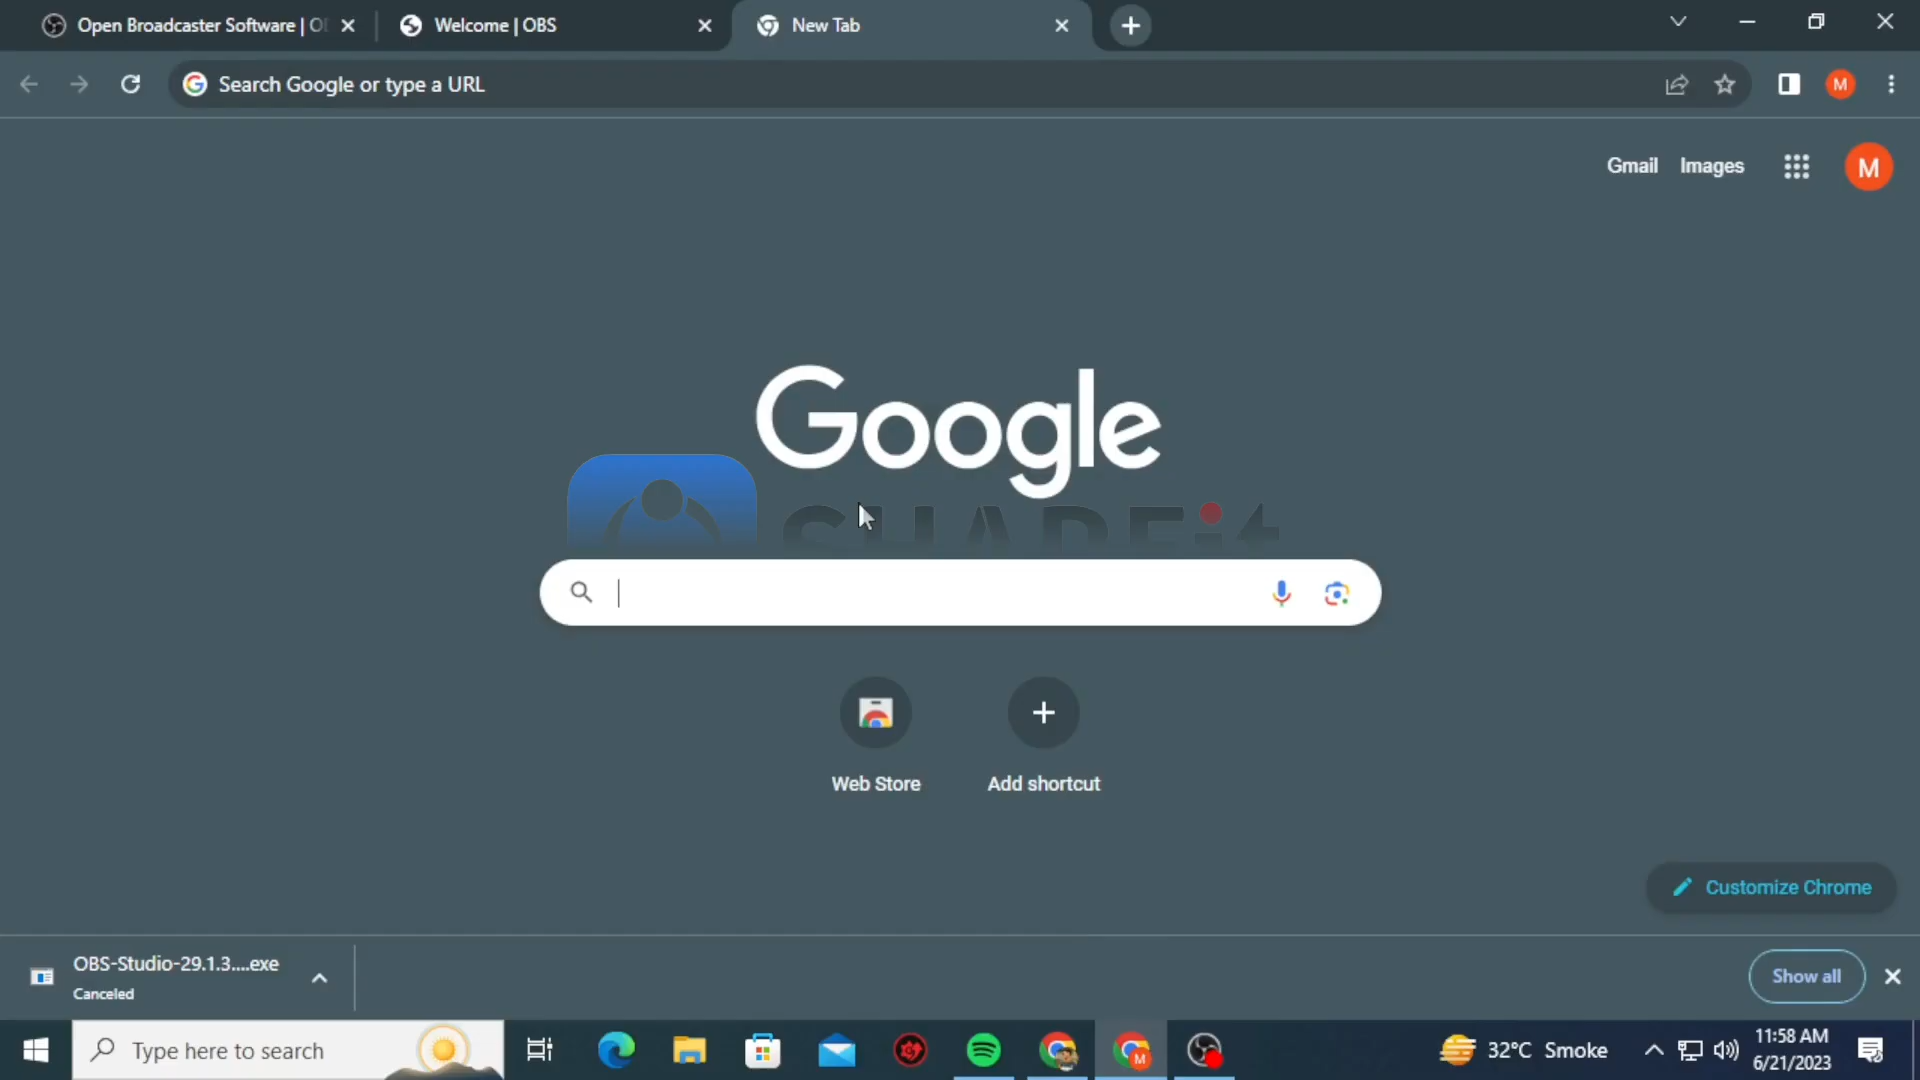 Open Broadcaster Software | O
Welcome | OBS
New Tab
Search Google or type a URL
M
Gmail
Images
M
Google
SHAREit
Web Store
Add shortcut
Customize Chrome
OBS-Studio-29.1.3....exe
Canceled
Show all
Type here to search
M
32°C Smoke
11:58 AM
6/21/2023